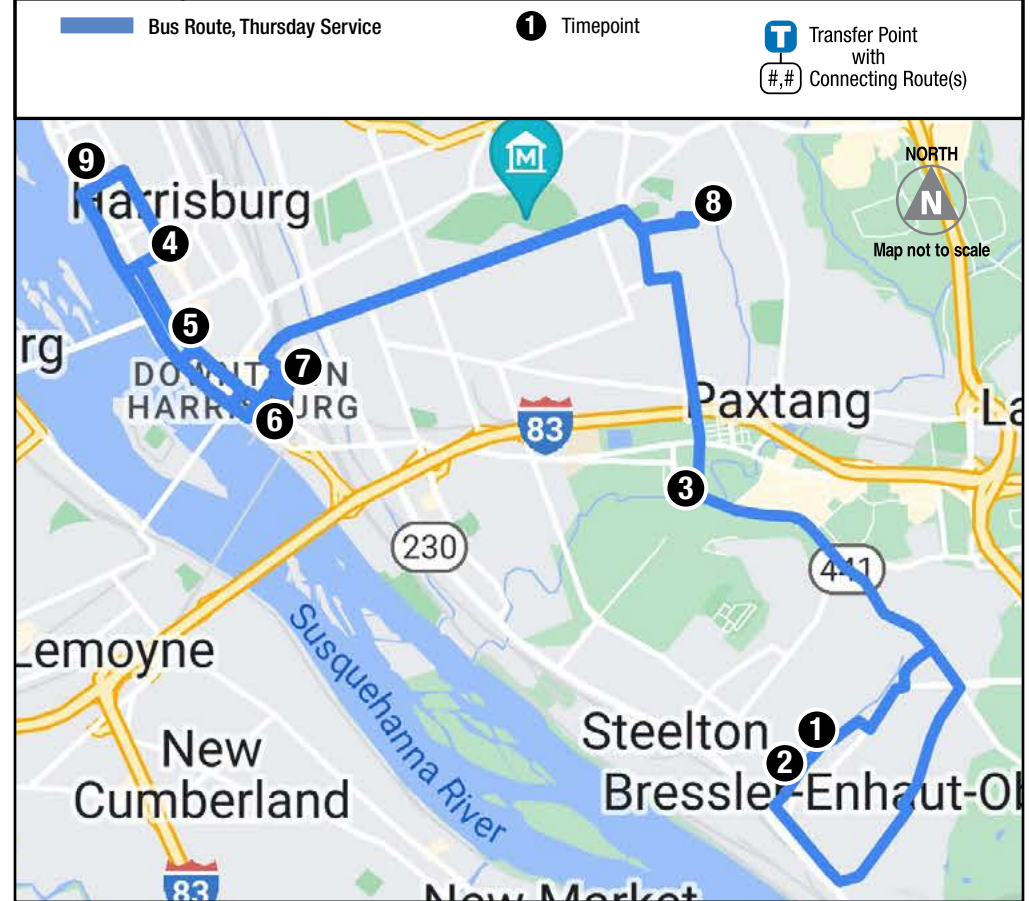 Bus Route, Thursday Service
1
Timepoint
T
Transfer Point
with
#,#
Connecting Route(s)
NORTH
N
Map not to scale
M
9
Harrisburg
8
4
5
rg
7
DOWNTOWN
HARRISBURG
6
83
Paxtang
La
3
230
441
Lemoyne
Susquehanna River
Steelton
1
2
New
Cumberland
Bressler-Enhaut-Ob
83
New Market